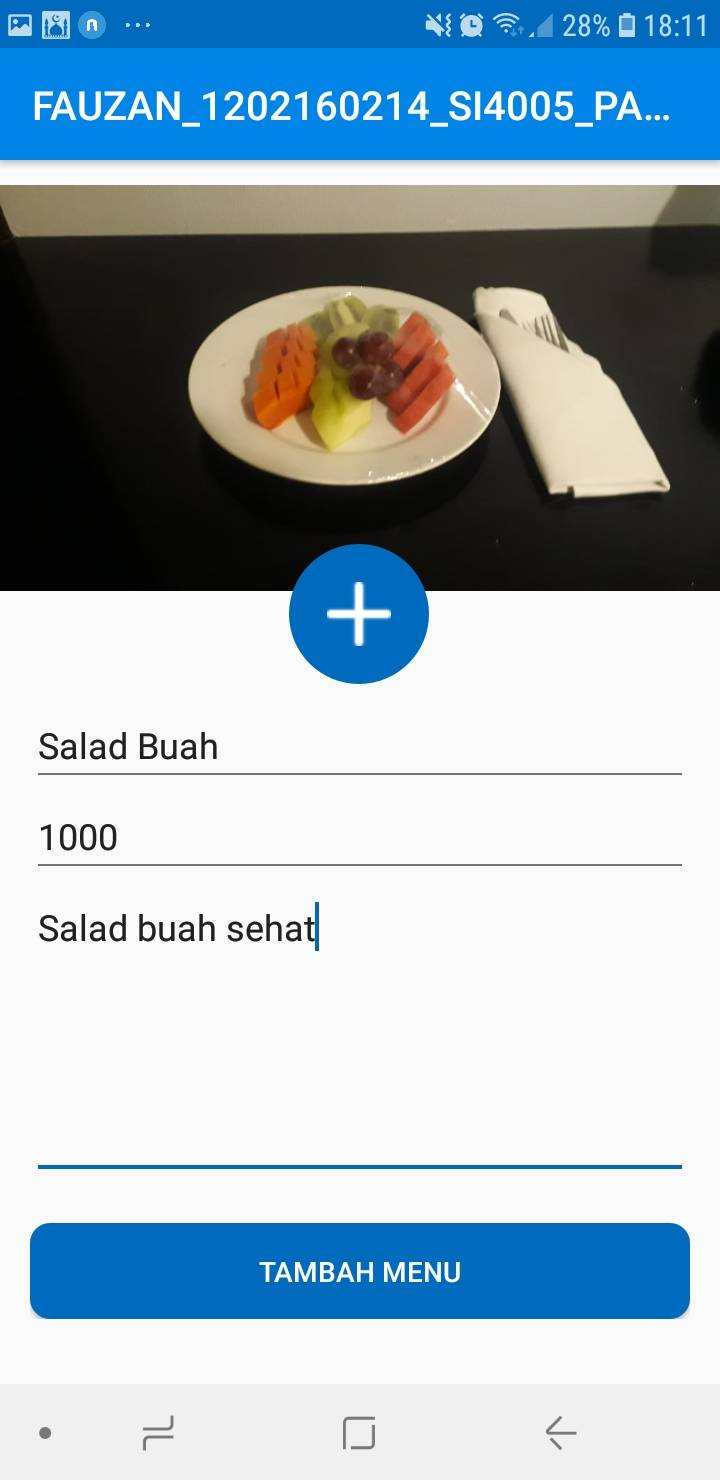 28% 18:11
FAUZAN_1202160214_SI4005_PA...
Salad Buah
1000
Salad buah sehat
TAMBAH MENU